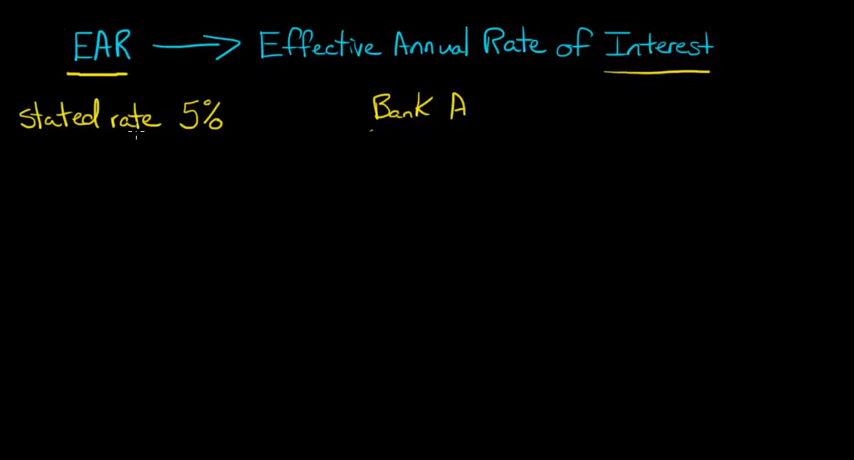 EAR → Effective Annual Rate of Interest
stated rate 5%
Bank A